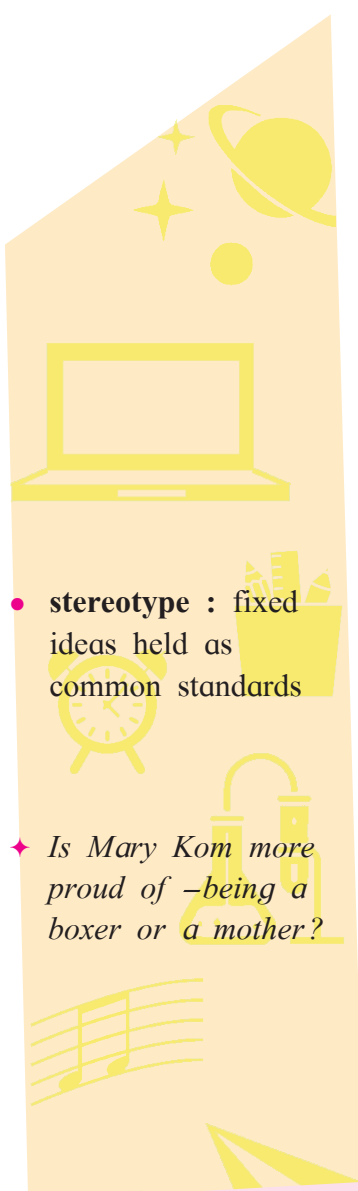 • stereotype : fixed
ideas held as
common standards
✦ Is Mary Kom more
proud of –being a
boxer or a mother?